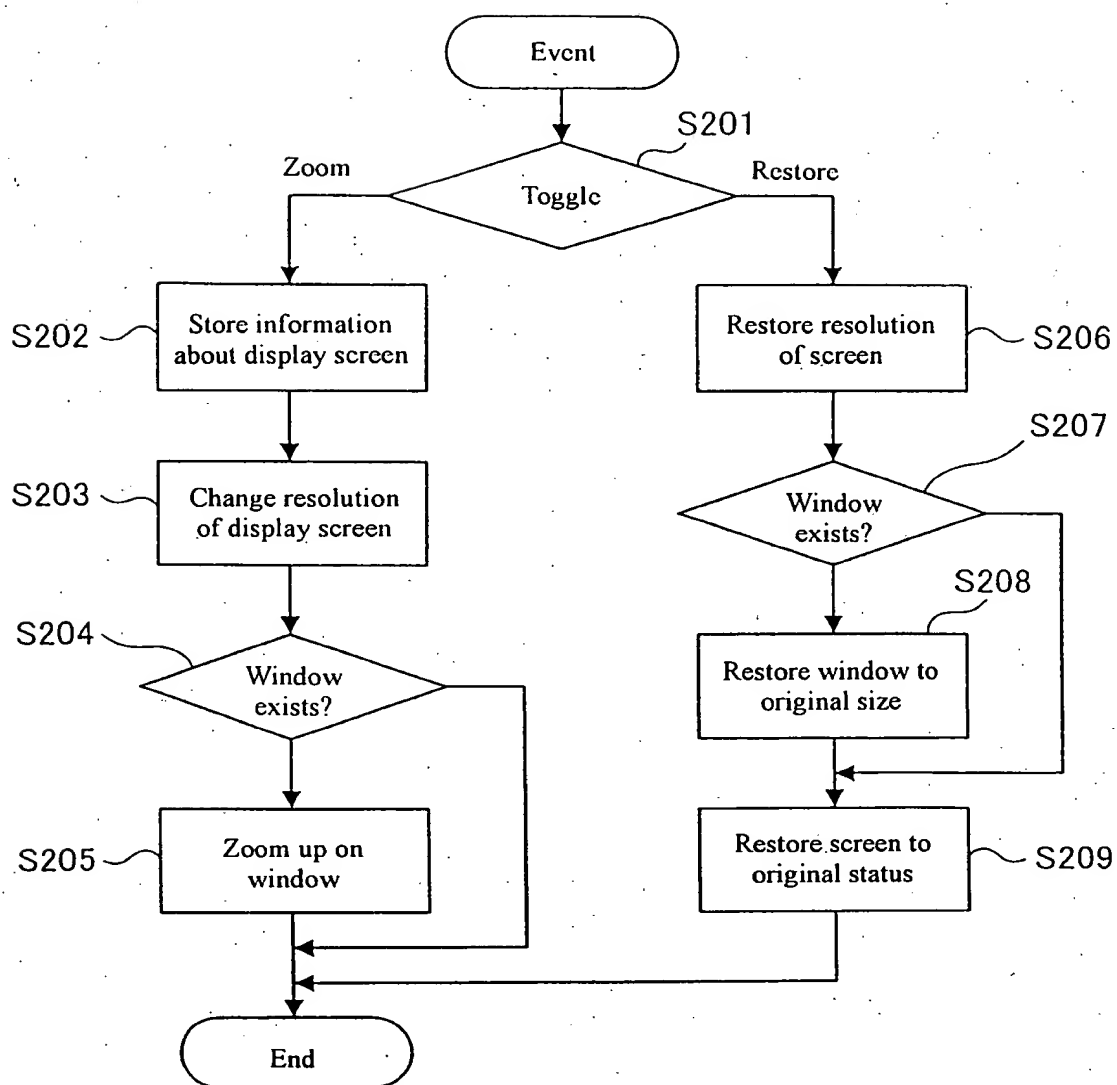 Event
S201
Zoom
Restore
Toggle
S202
Store information
about display screen
Restore resolution
of screen
S206
S207
S203
Change resolution
of display screen
Window
exists?
S208
S204
Window
exists?
Restore window to
original size
S205
Zoom up on
window
Restore screen to
original status
S209
End